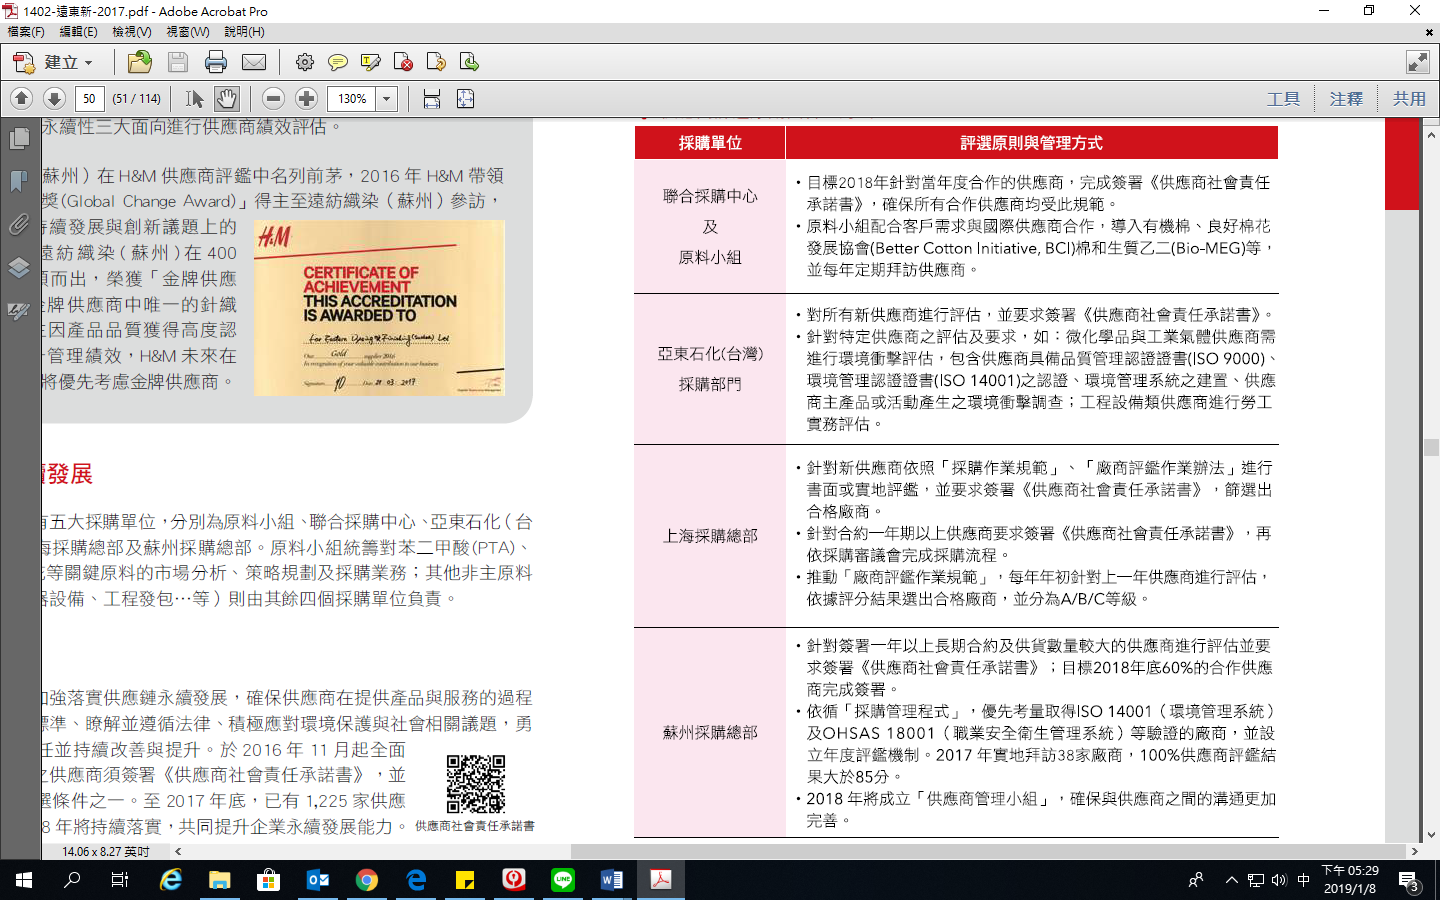 1402-遠東新-2017.pdf - Adobe Acrobat Pro
檔案(F) 編輯(E) 檢視(V) 視窗(W) 說明(H)
建立
50 (51 / 114) 130% 工具 注釋 共用
永續性三大面向進行供應商績效評估。
蘇州）在 H&M 供應商評鑑中名列前茅，2016 年 H&M 帶領
獎(Global Change Award)」得主至遠紡織染（蘇州）參訪，
持續發展與創新議題上的
遠紡織染（蘇州)在 400
頴而出，榮獲「金牌供應
金牌供應商中唯一的針織
因產品品質獲得高度認
管理績效，H&M 未來在
將優先考慮金牌供應商。
H&M
CERTIFICATE OF
ACHIEVEMENT
THIS ACCREDITATION
IS AWARDED TO
Far Eastern Dyeing & Finishing (Suzhou) Ltd
Our Gold supplier 2016
In recognition of your valuable contribution to our business
Signature Date 28.03.2017
續發展
有五大採購單位，分別為原料小組、聯合採購中心、亞東石化（台
海採購總部及蘇州採購總部。原料小組統籌對苯二甲酸(PTA)、
等關鍵原料的市場分析、策略規劃及採購業務；其他非主原料
器設備、工程發包⋯等）則由其餘四個採購單位負責。
加強落實供應鏈永續發展，確保供應商在提供產品與服務的過程
標準、瞭解並遵循法律、積極應對環境保護與社會相關議題，勇
任並持續改善與提升。於 2016 年 11 月起全面
之供應商須簽署《供應商社會責任承諾書》，並
選條件之一。至 2017 年底，已有 1,225 家供應
8 年將持續落實，共同提升企業永續發展能力。
供應商社會責任承諾書
採購單位 評選原則與管理方式
聯合採購中心
及
原料小組
•目標2018年針對當年度合作的供應商，完成簽署《供應商社會責任
承諾書》，確保所有合作供應商均受此規範。
•原料小組配合客戶需求與國際供應商合作，導入有機棉、良好棉花
發展協會(Better Cotton Initiative, BCI)棉和生質乙二(Bio-MEG)等，
並每年定期拜訪供應商。
亞東石化(台灣)
採購部門
•對所有新供應商進行評估，並要求簽署《供應商社會責任承諾書》。
•針對特定供應商之評估及要求，如：微化學品與工業氣體供應商需
進行環境衝擊評估，包含供應商具備品質管理認證證書(ISO 9000)、
環境管理認證證書(ISO 14001)之認證、環境管理系統之建置、供應
商主產品或活動產生之環境衝擊調查；工程設備類供應商進行勞工
實務評估。
上海採購總部
•針對新供應商依照「採購作業規範」、「廠商評鑑作業辦法」進行
書面或實地評鑑，並要求簽署《供應商社會責任承諾書》，篩選出
合格廠商。
•針對合約一年期以上供應商要求簽署《供應商社會責任承諾書》，再
依採購審議會完成採購流程。
•推動「廠商評鑑作業規範」，每年年初針對上一年供應商進行評估，
依據評分結果選出合格廠商，並分為A/B/C等級。
蘇州採購總部
•針對簽署一年以上長期合約及供貨數量較大的供應商進行評估並要
求簽署《供應商社會責任承諾書》；目標2018年底60%的合作供應
商完成簽署。
•依循「採購管理程式」，優先考量取得ISO 14001（環境管理系統）
及OHSAS 18001（職業安全衛生管理系統）等驗證的廠商，並設
立年度評鑑機制。2017 年實地拜訪38家廠商，100%供應商評鑑結
果大於85分。
•2018 年將成立「供應商管理小組」，確保與供應商之間的溝通更加
完善。
14.06 x 8.27 英吋
中
下午 05:29
2019/1/8
3